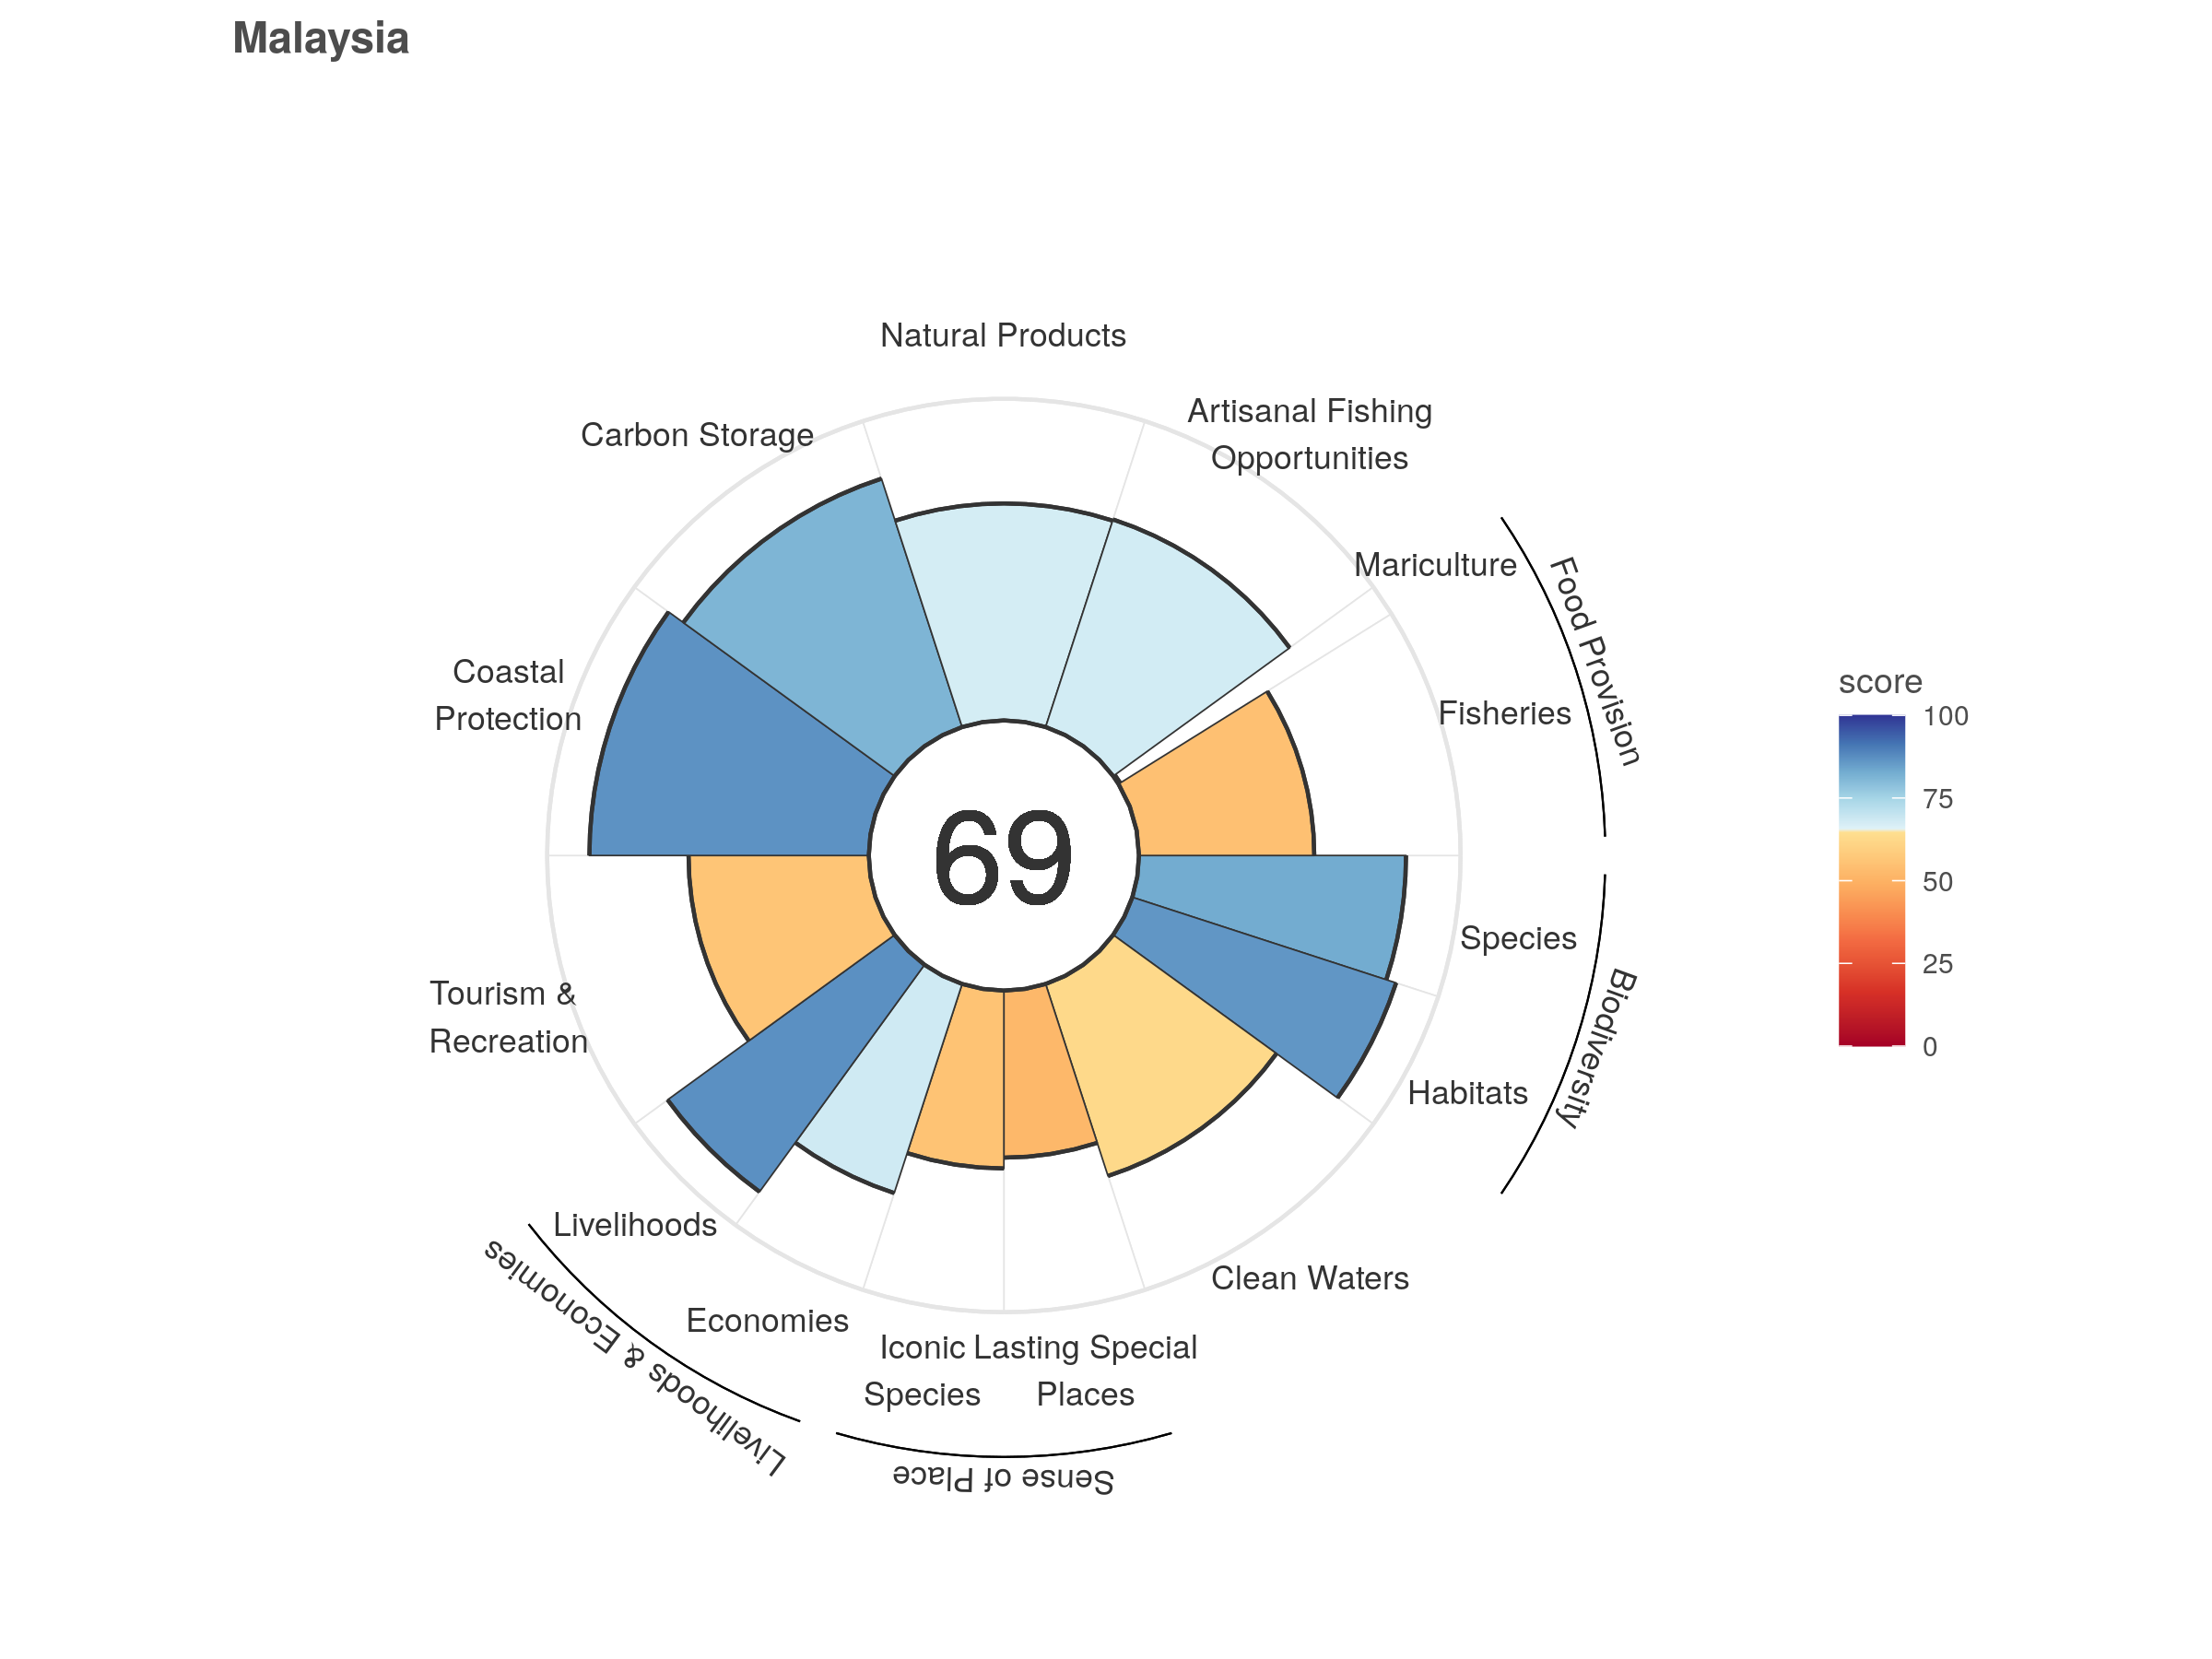 Malaysia
Natural Products
Artisanal Fishing
Opportunities
Carbon Storage
Mariculture
Food Provision
Coastal
Protection
Fisheries
score
100
75
50
25
0
69
Species
Biodiversity
Tourism &
Recreation
Habitats
Livelihoods
Clean Waters
Economies
Livelihoods & Economies
Iconic
Species
Lasting Special
Places
Sense of Place